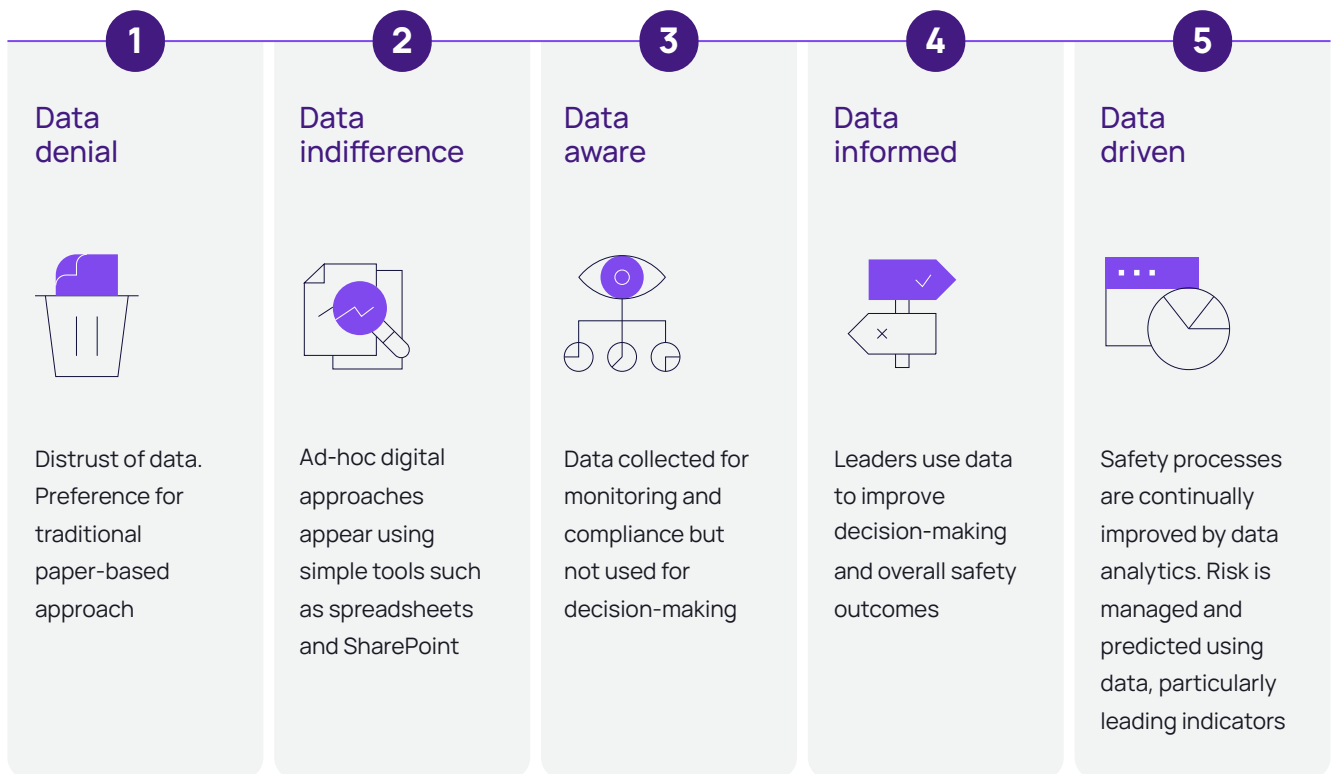 1
Data
denial
Distrust of data.
Preference for
traditional
paper-based
approach
2
Data
indifference
Ad-hoc digital
approaches
appear using
simple tools such
as spreadsheets
and SharePoint
3
Data
aware
Data collected for
monitoring and
compliance but
not used for
decision-making
4
Data
informed
Leaders use data
to improve
decision-making
and overall safety
outcomes
5
Data
driven
Safety processes
are continually
improved by data
analytics. Risk is
managed and
predicted using
data, particularly
leading indicators